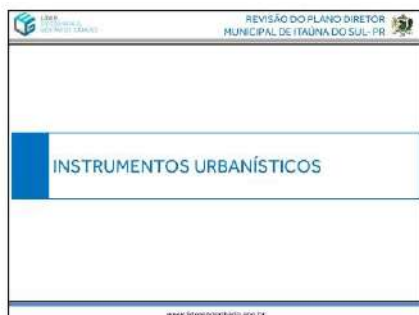 REVISÃO DO PLANO DIRETOR
MUNICIPAL DE ITAÚNA DO SUL- PR
INSTRUMENTOS URBANÍSTICOS